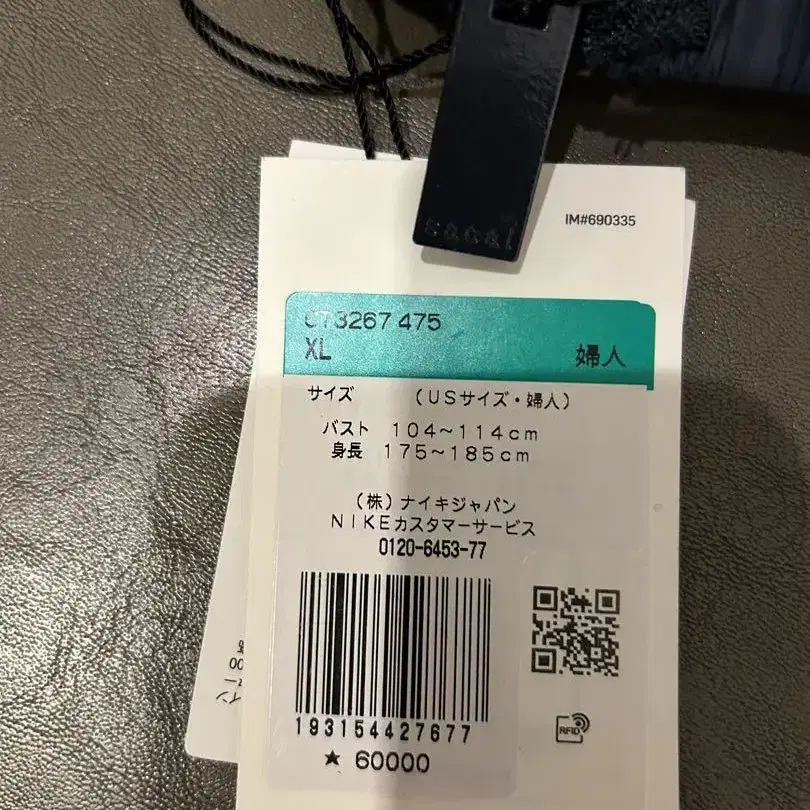 sacai
IM#690335
CT3267 475
XL
婦人
サイズ (USサイズ・婦人)
バスト 104~114cm
身長 175~185cm
(株)ナイキジャパン
NIKEカスタマーサービス
0120-6453-77
193154427677
★ 60000
RFID